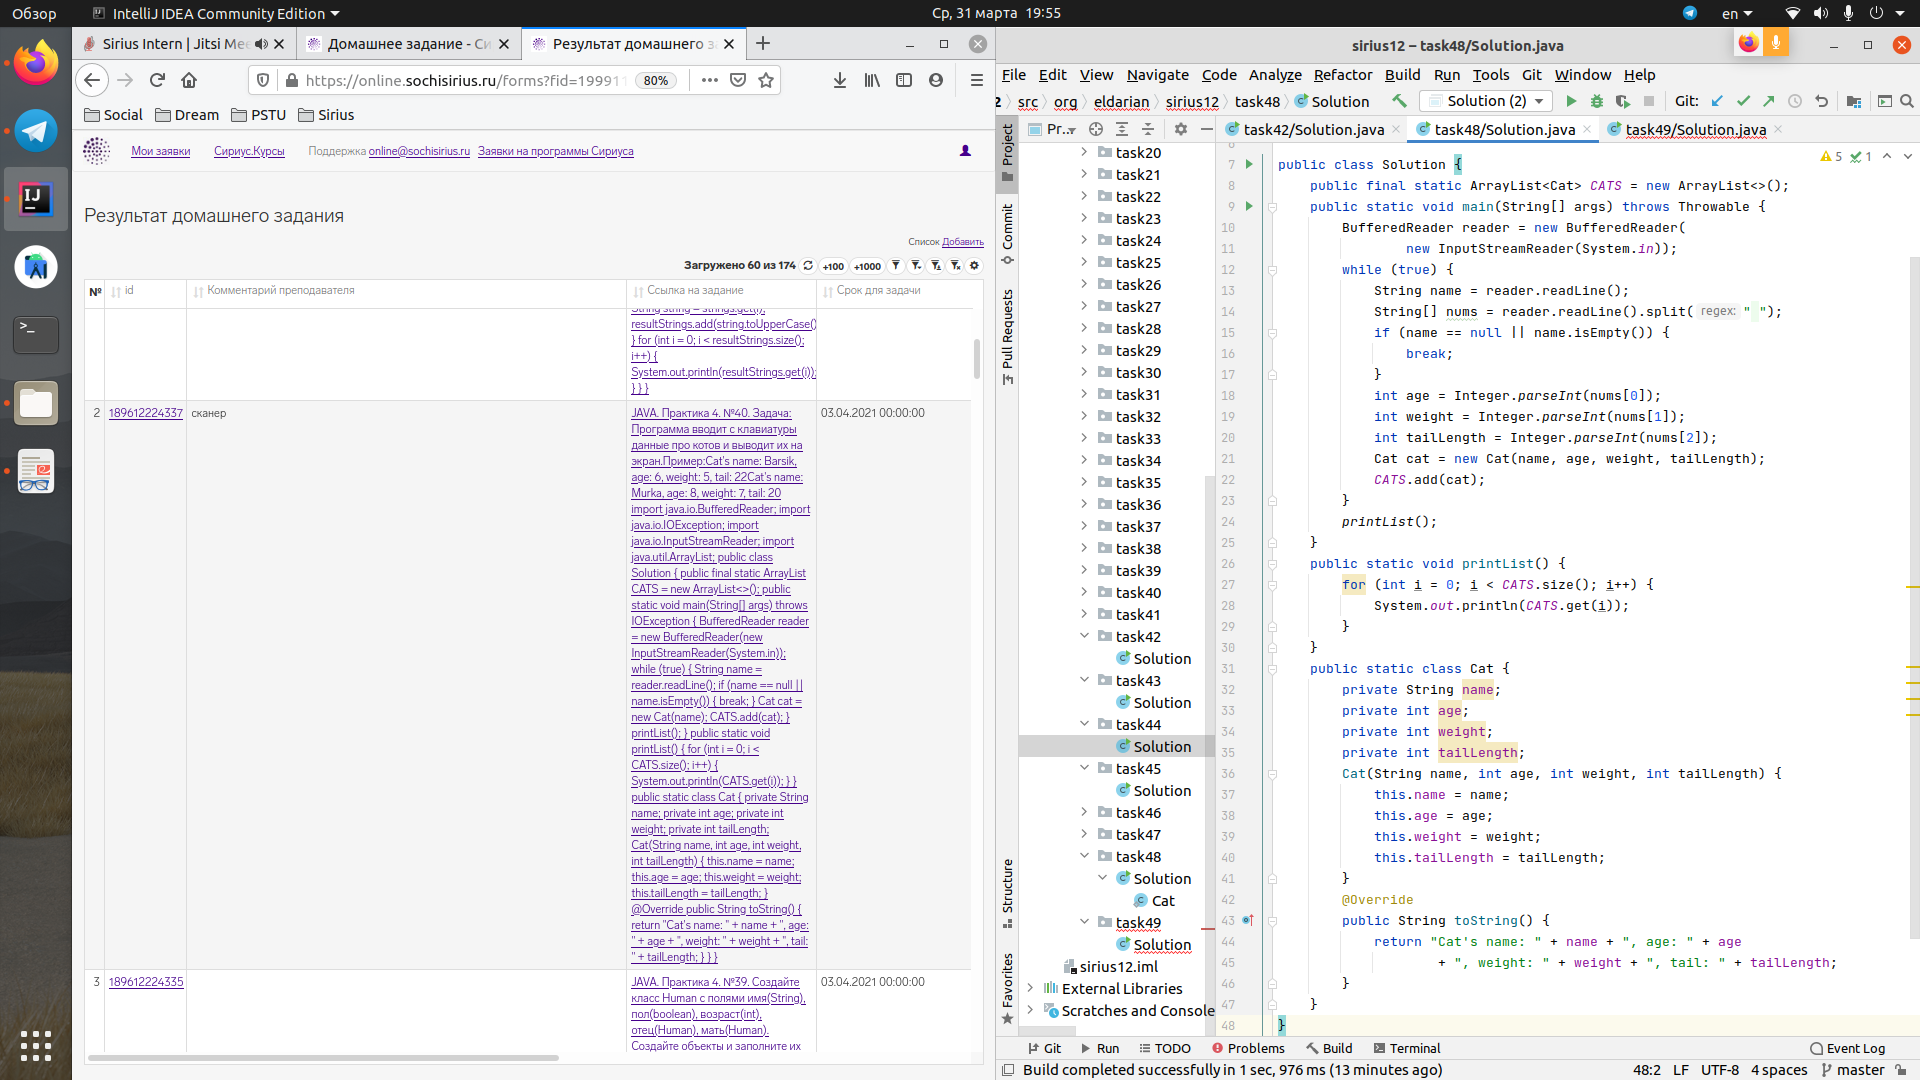 Обзор
IntelliJ IDEA Community Edition
Ср, 31 марта 19:55
en
Sirius Intern | Jitsi Mee
Домашнее задание - Си
Результат домашнего за
https://online.sochisirius.ru/forms?fid=19991
80%
Social
Dream
PSTU
Sirius
Мои заявки
Сириус.Курсы
Поддержка online@sochisirius.ru
Заявки на программы Сириуса
Результат домашнего задания
Список Добавить
Загружено 60 из 174
+100
+1000
№
id
Комментарий преподавателя
Ссылка на задание
Срок для задачи
String string = strings.get(i);
resultStrings.add(string.toUpperCase()
} for (int i = 0; i <
resultStrings.size();
i++) {
System.out.println(resultStrings.get(i));
} } }
2
189612224337
сканер
JAVA. Практика 4. №40. Задача:
Программа вводит с клавиатуры
данные про котов и выводит их на
экран.Пример:Cat's name: Barsik,
age: 6, weight: 5, tail: 22Cat's name:
Murka, age: 8, weight: 7, tail: 20
import java.io.BufferedReader; import
java.io.IOException; import
java.io.InputStreamReader; import
java.util.ArrayList; public class
Solution { public final static ArrayList
CATS = new ArrayList<>(); public
static void main(String[] args) throws
IOException { BufferedReader reader
= new BufferedReader(new
InputStreamReader(System.in));
while (true) { String name =
reader.readLine(); if (name == null ||
name.isEmpty()) { break; } Cat cat =
new Cat(name); CATS.add(cat); }
printList(); } public static void
printList() { for (int i = 0; i <
CATS.size(); i++) {
System.out.println(CATS.get(i)); } }
public static class Cat { private String
name; private int age; private int
weight; private int tailLength;
Cat(String name, int age, int weight,
int tailLength) { this.name = name;
this.age = age; this.weight = weight;
this.tailLength = tailLength; }
@Override public String toString() {
return "Cat's name: " + name + ", age:
" + age + ", weight: " + weight + ", tail:
" + tailLength; } } }
03.04.2021 00:00:00
3
189612224335
JAVA. Практика 4. №39. Создайте
класс Human с полями имя(String),
пол(boolean), возраст(int),
отец(Human), мать(Human).
Создайте объекты и заполните их
03.04.2021 00:00:00
sirius12 – task48/Solution.java
File Edit View Navigate Code Analyze Refactor Build Run Tools Git Window Help
2
src
org
eldarian
sirius12
task48
Solution
Solution (2)
Git:
Pr...
task42/Solution.java
task48/Solution.java
task49/Solution.java
Project
Commit
Pull Requests
Structure
Favorites
task20
task21
task22
task23
task24
task25
task26
task27
task28
task29
task30
task31
task32
task33
task34
task35
task36
task37
task38
task39
task40
task41
task42
Solution
task43
Solution
task44
Solution
task45
Solution
task46
task47
task48
Solution
Cat
task49
Solution
sirius12.iml
External Libraries
Scratches and Console
5
1
6
7 public class Solution {
8 public final static ArrayList<Cat> CATS = new ArrayList<>();
9 public static void main(String[] args) throws Throwable {
10 BufferedReader reader = new BufferedReader(
11 new InputStreamReader(System.in));
12 while (true) {
13 String name = reader.readLine();
14 String[] nums = reader.readLine().split( regex: " ");
15 if (name == null || name.isEmpty()) {
16 break;
17 }
18 int age = Integer.parseInt(nums[0]);
19 int weight = Integer.parseInt(nums[1]);
20 int tailLength = Integer.parseInt(nums[2]);
21 Cat cat = new Cat(name, age, weight, tailLength);
22 CATS.add(cat);
23 }
24 printList();
25 }
26 public static void printList() {
27 for (int i = 0; i < CATS.size(); i++) {
28 System.out.println(CATS.get(i));
29 }
30 }
31 public static class Cat {
32 private String name;
33 private int age;
34 private int weight;
35 private int tailLength;
36 Cat(String name, int age, int weight, int tailLength) {
37 this.name = name;
38 this.age = age;
39 this.weight = weight;
40 this.tailLength = tailLength;
41 }
42 @Override
43 public String toString() {
44 return "Cat's name: " + name + ", age: " + age
45 + ", weight: " + weight + ", tail: " + tailLength;
46 }
47 }
48 }
Git
Run
TODO
Problems
Build
Terminal
Event Log
Build completed successfully in 1 sec, 976 ms (13 minutes ago)
48:2
LF
UTF-8
4 spaces
master